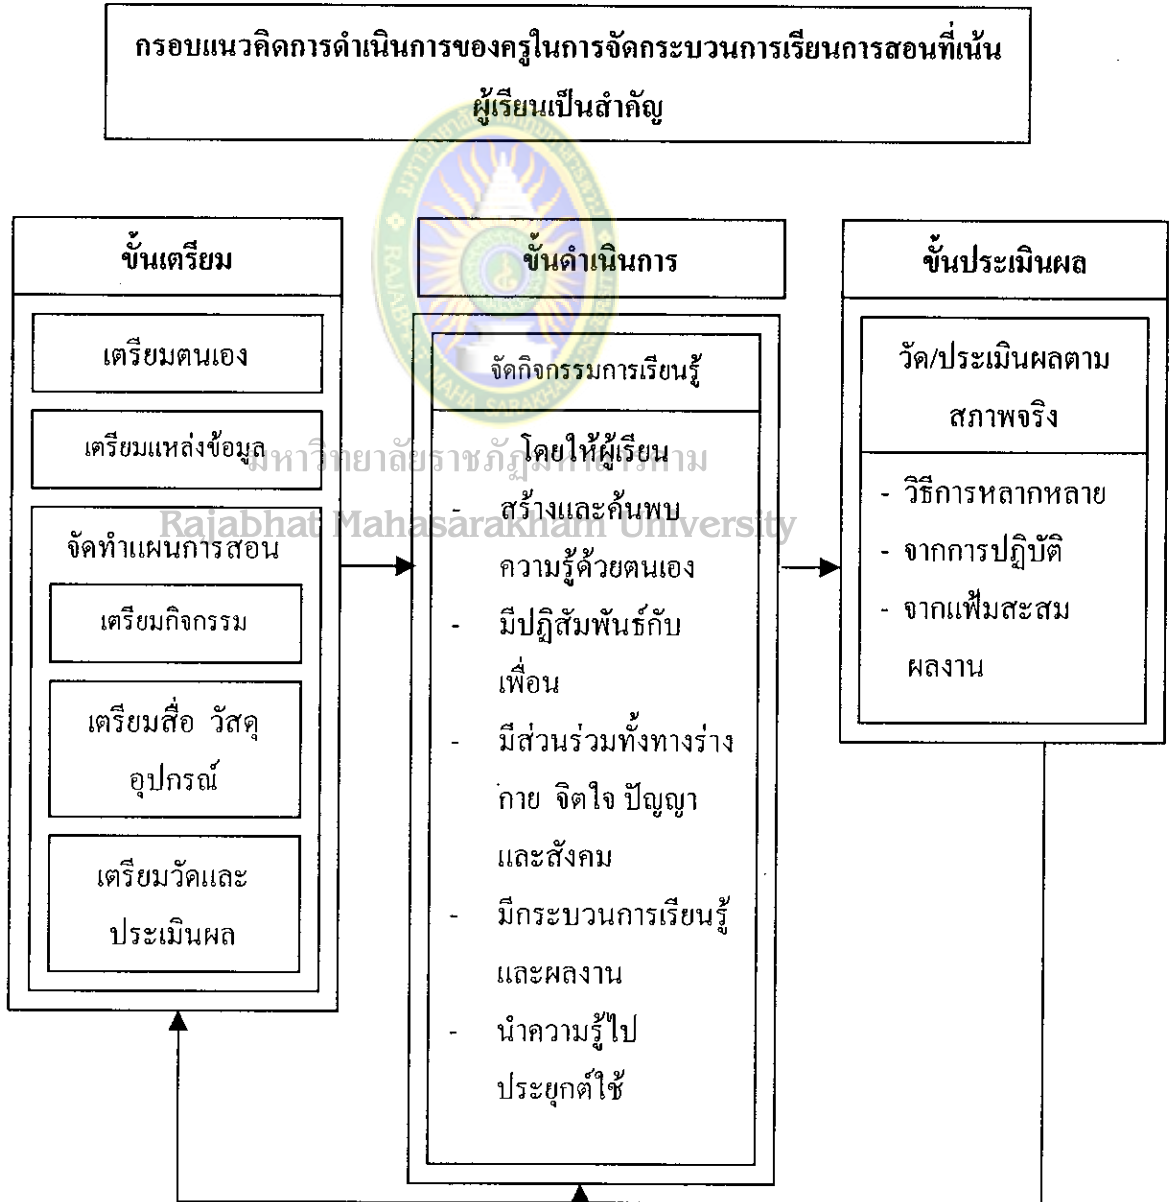 กรอบแนวคิดการดำเนินการของครูในการจัดกระบวนการเรียนการสอนที่เน้น
ผู้เรียนเป็นสำคัญ
ขั้นเตรียม
เตรียมตนเอง
เตรียมแหล่งข้อมูล
จัดทำแผนการสอน
เตรียมกิจกรรม
เตรียมสื่อ วัสดุ
อุปกรณ์
เตรียมวัดและ
ประเมินผล
ขั้นดำเนินการ
จัดกิจกรรมการเรียนรู้
โดยให้ผู้เรียน
- สร้างและค้นพบ
ความรู้ด้วยตนเอง
- มีปฏิสัมพันธ์กับ
เพื่อน
- มีส่วนร่วมทั้งทางร่าง
กาย จิตใจ ปัญญา
และสังคม
- มีกระบวนการเรียนรู้
และผลงาน
- นำความรู้ไป
ประยุกต์ใช้
ขั้นประเมินผล
วัด/ประเมินผลตาม
สภาพจริง
- วิธีการหลากหลาย
- จากการปฏิบัติ
- จากแฟ้มสะสม
ผลงาน
มหาวิทยาลัยราชภัฏมหาสารคาม
Rajabhat Mahasarakham University